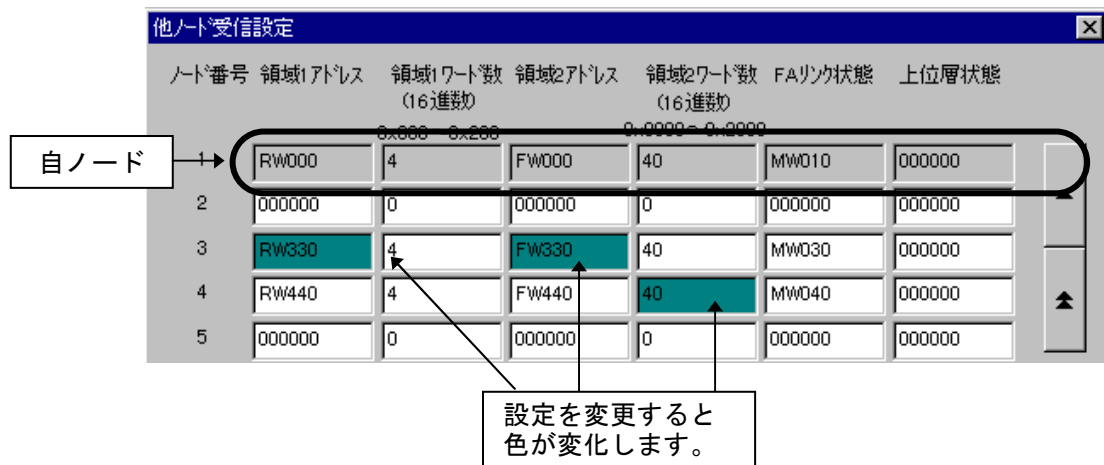 他ノード受信設定
ノード番号 領域1アドレス 領域1ワード数 領域2アドレス 領域2ワード数 FAリンク状態 上位層状態
(16進数) (16進数)
0x000 ~ 0x200 0x0000 ~ 0x2000
自ノード
1 RW000 4 FW000 40 MW010 000000
2 000000 0 000000 0 000000 000000
3 RW330 4 FW330 40 MW030 000000
4 RW440 4 FW440 40 MW040 000000
5 000000 0 000000 0 000000 000000
設定を変更すると
色が変化します。